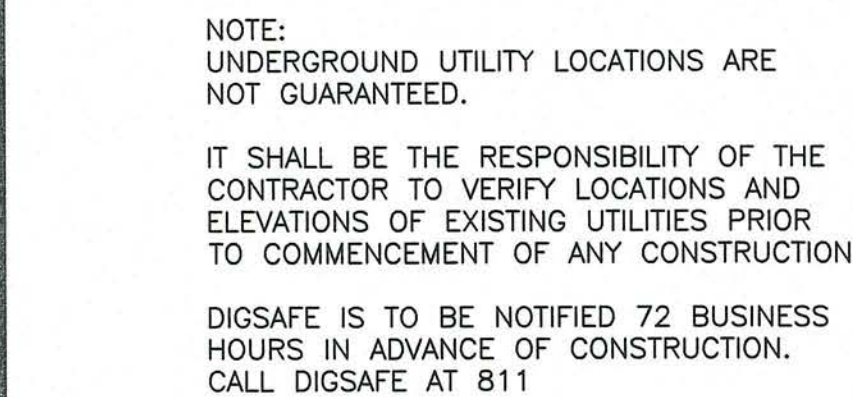 NOTE:
UNDERGROUND UTILITY LOCATIONS ARE
NOT GUARANTEED.
IT SHALL BE THE RESPONSIBILITY OF THE
CONTRACTOR TO VERIFY LOCATIONS AND
ELEVATIONS OF EXISTING UTILITIES PRIOR
TO COMMENCEMENT OF ANY CONSTRUCTION
DIGSAFE IS TO BE NOTIFIED 72 BUSINESS
HOURS IN ADVANCE OF CONSTRUCTION.
CALL DIGSAFE AT 811